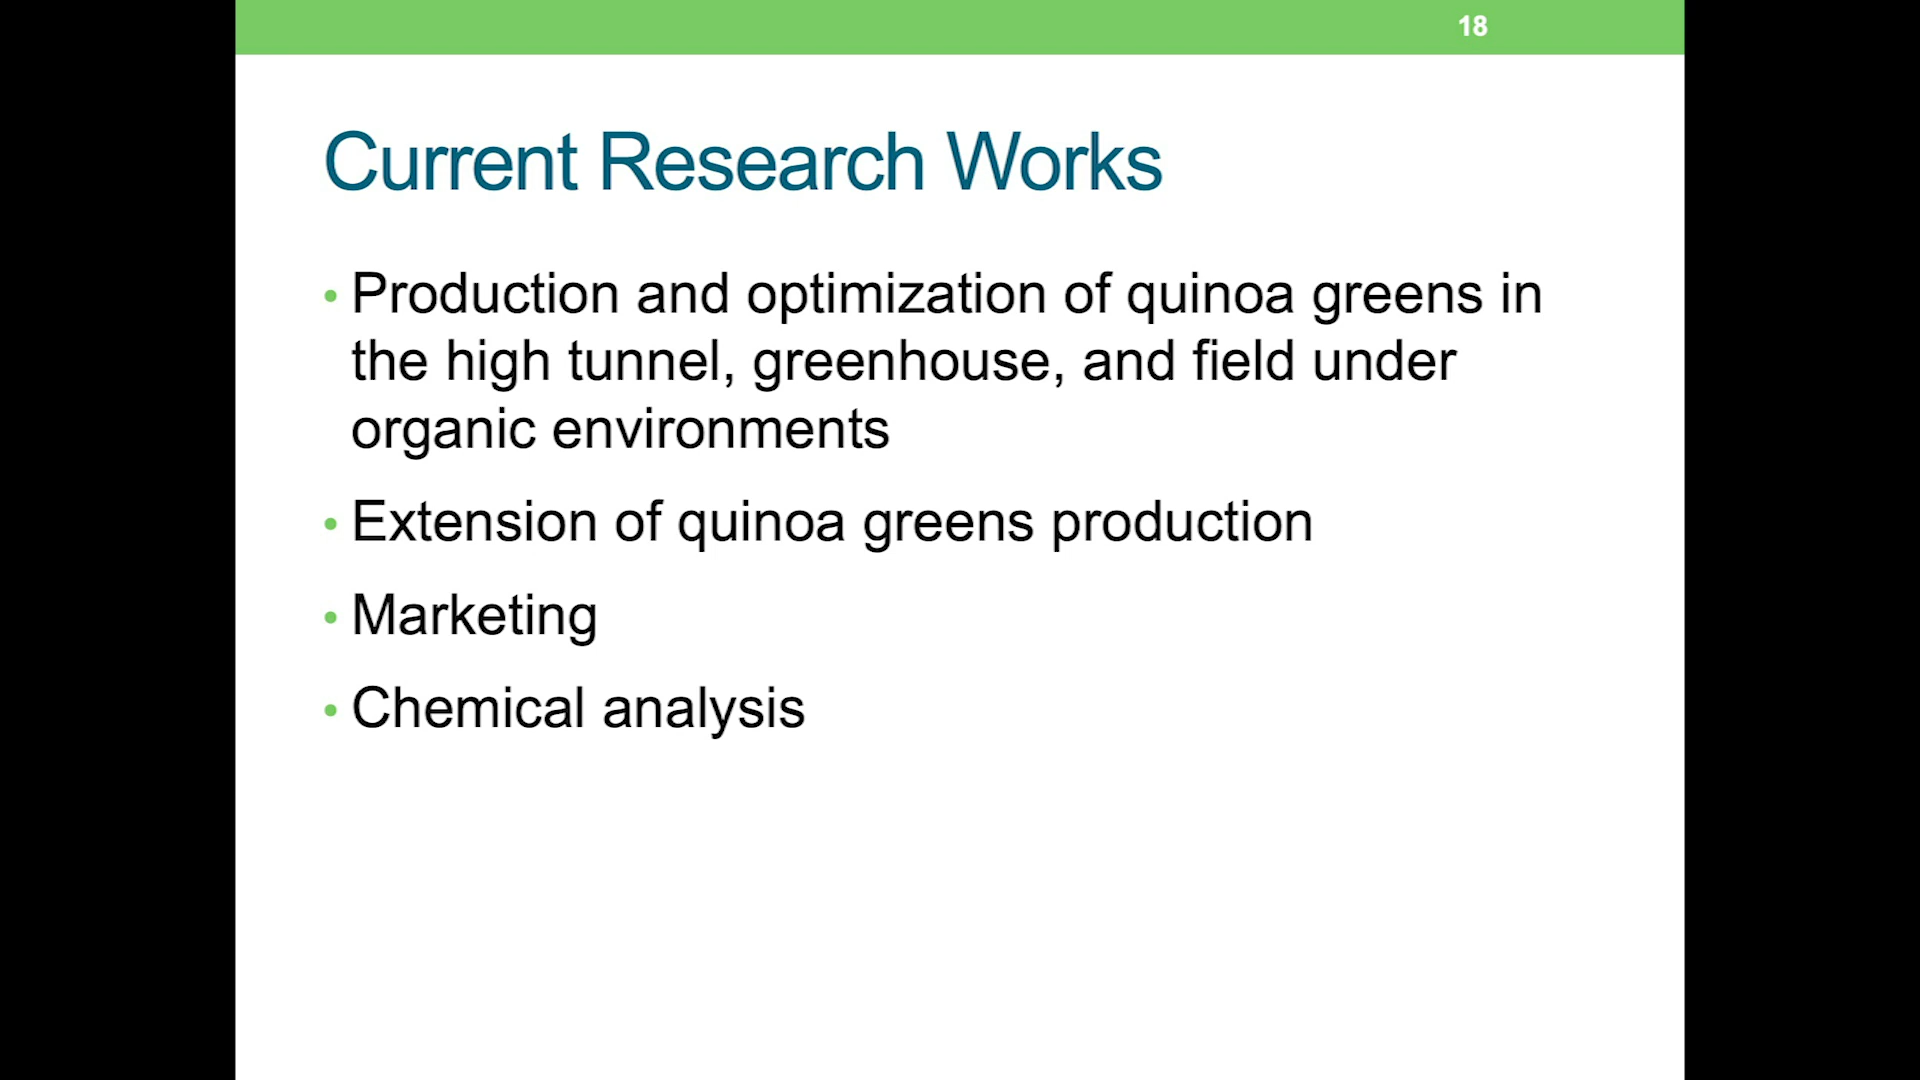 18
Current Research Works
• Production and optimization of quinoa greens in
the high tunnel, greenhouse, and field under
organic environments
• Extension of quinoa greens production
• Marketing
• Chemical analysis